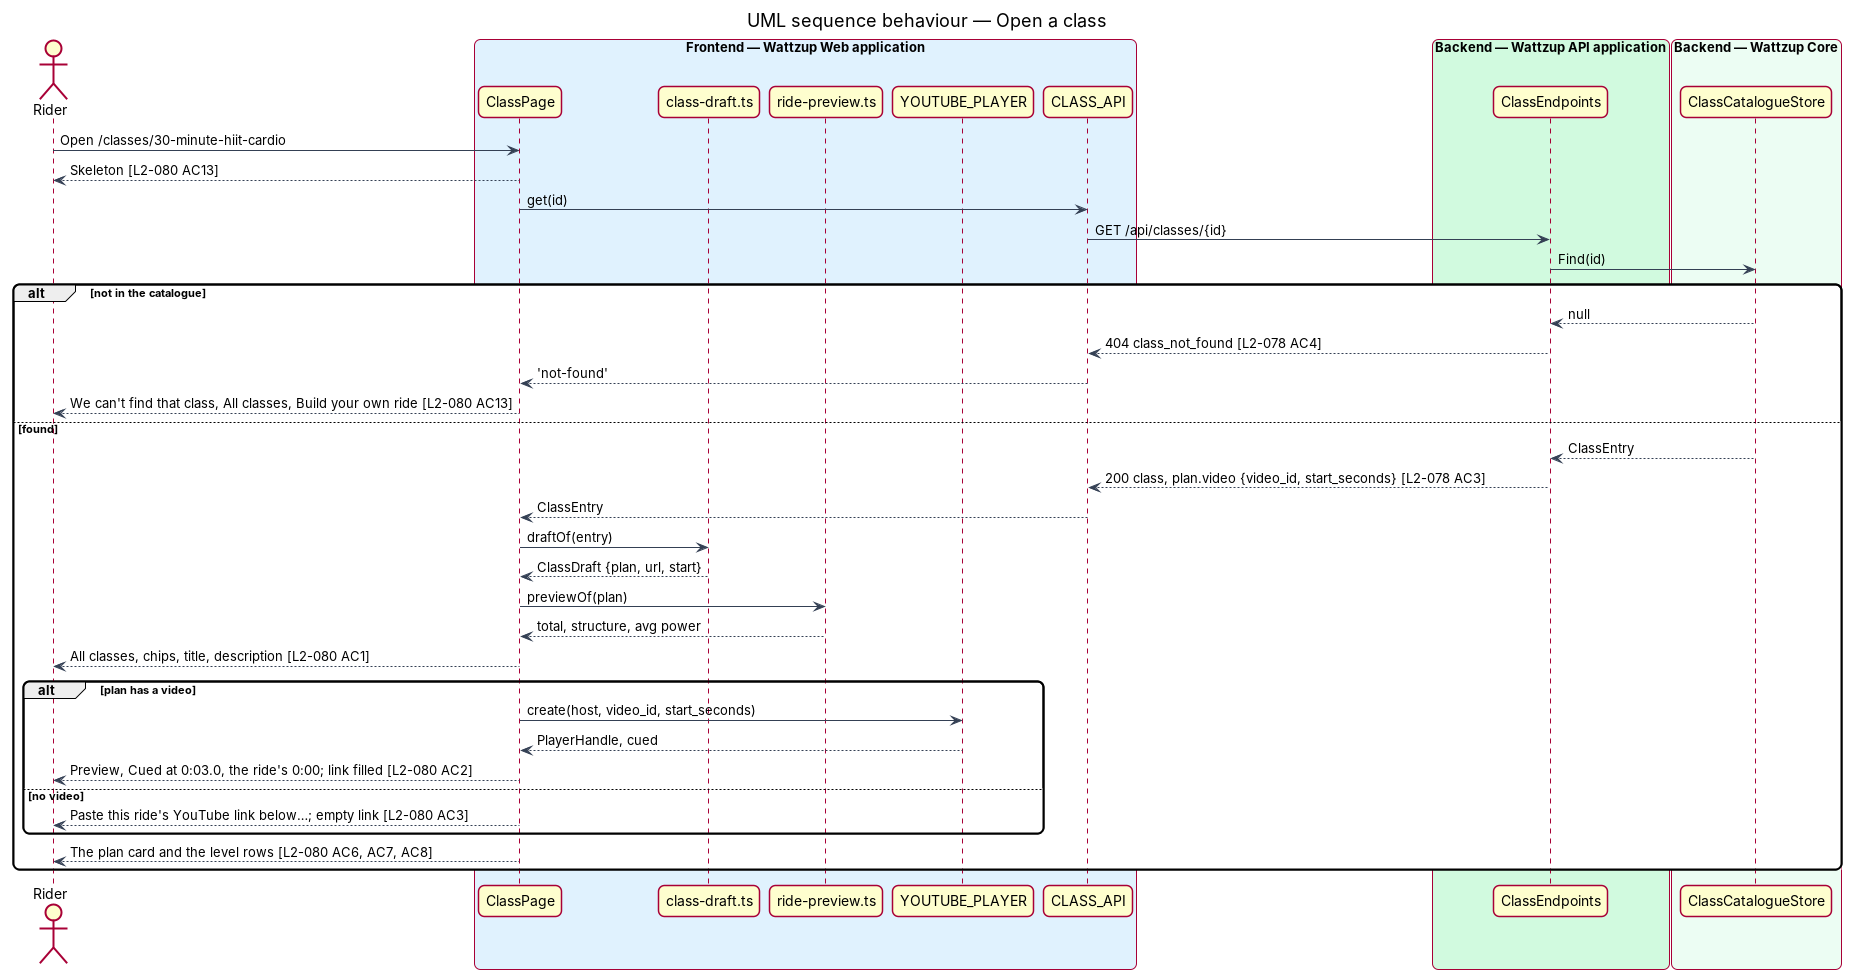 UML sequence behaviour — Open a class
Frontend — Wattzup Web application
Backend — Wattzup API application
Backend — Wattzup Core
Rider
ClassPage
class-draft.ts
ride-preview.ts
YOUTUBE_PLAYER
CLASS_API
ClassEndpoints
ClassCatalogueStore
Open /classes/30-minute-hiit-cardio
Skeleton [L2-080 AC13]
get(id)
GET /api/classes/{id}
Find(id)
alt [not in the catalogue]
null
404 class_not_found [L2-078 AC4]
'not-found'
We can't find that class, All classes, Build your own ride [L2-080 AC13]
[found]
ClassEntry
200 class, plan.video {video_id, start_seconds} [L2-078 AC3]
ClassEntry
draftOf(entry)
ClassDraft {plan, url, start}
previewOf(plan)
total, structure, avg power
All classes, chips, title, description [L2-080 AC1]
alt [plan has a video]
create(host, video_id, start_seconds)
PlayerHandle, cued
Preview, Cued at 0:03.0, the ride's 0:00; link filled [L2-080 AC2]
[no video]
Paste this ride's YouTube link below...; empty link [L2-080 AC3]
The plan card and the level rows [L2-080 AC6, AC7, AC8]
Rider
ClassPage
class-draft.ts
ride-preview.ts
YOUTUBE_PLAYER
CLASS_API
ClassEndpoints
ClassCatalogueStore